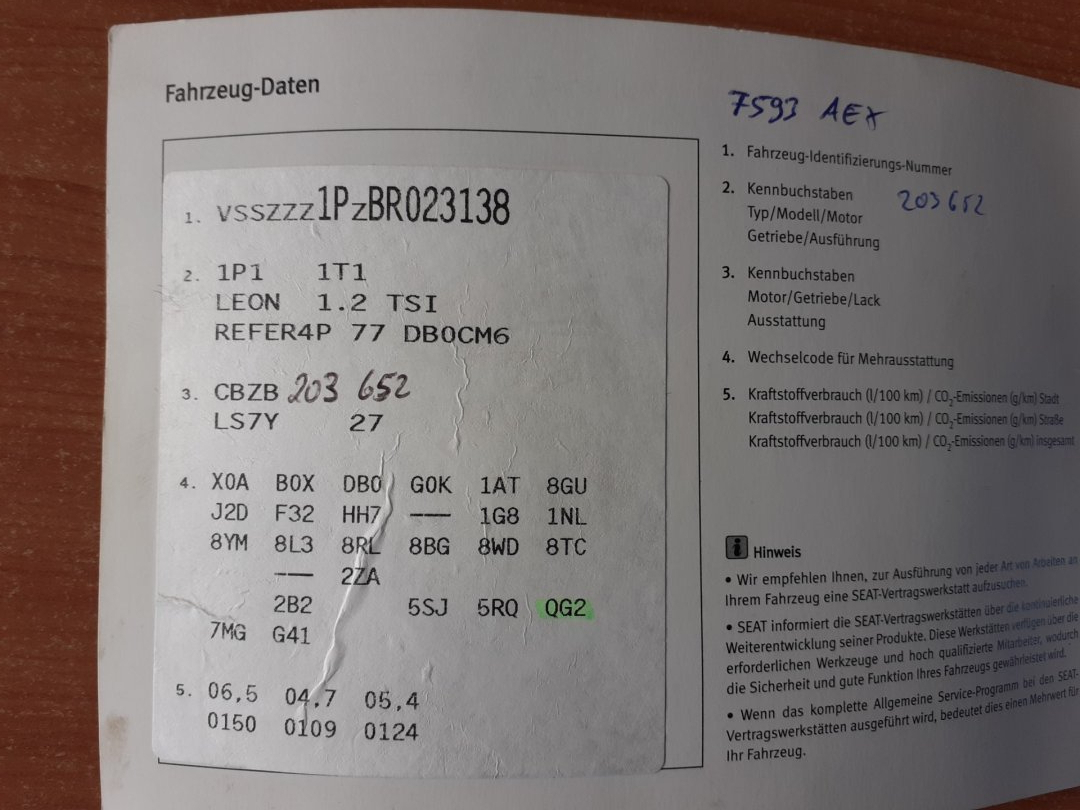 Fahrzeug-Daten
1. VSSZZZ1PZBR023138
2. 1P1 1T1
LEON 1.2 TSI
REFER4P 77 DB0CM6
3. CBZB 203 652
LS7Y 27
4. X0A B0X DB0 G0K 1AT 8GU
J2D F32 HH7 --- 1G8 1NL
8YM 8L3 8RL 8BG 8WD 8TC
--- 2ZA
2B2 5SJ 5RQ QG2
7MG G41
5. 06,5 04,7 05,4
0150 0109 0124
7593 AEX
1. Fahrzeug-Identifizierungs-Nummer
2. Kennbuchstaben
Typ/Modell/Motor
Getriebe/Ausführung
203652
3. Kennbuchstaben
Motor/Getriebe/Lack
Ausstattung
4. Wechselcode für Mehrausstattung
5. Kraftstoffverbrauch (l/100 km) / CO₂-Emissionen (g/km) Stadt
Kraftstoffverbrauch (l/100 km) / CO₂-Emissionen (g/km) Straße
Kraftstoffverbrauch (l/100 km) / CO₂-Emissionen (g/km) insgesamt
i Hinweis
• Wir empfehlen Ihnen, zur Ausführung von jeder Art von Arbeiten an
Ihrem Fahrzeug eine SEAT-Vertragswerkstatt aufzusuchen.
• SEAT informiert die SEAT-Vertragswerkstätten über die kontinuierliche
Weiterentwicklung seiner Produkte. Diese Werkstätten verfügen über die
erforderlichen Werkzeuge und hoch qualifizierte Mitarbeiter, wodurch
die Sicherheit und gute Funktion Ihres Fahrzeugs gewährleistet wird.
• Wenn das komplette Allgemeine Service-Programm bei den SEAT-
Vertragswerkstätten ausgeführt wird, bedeutet dies einen Mehrwert für
Ihr Fahrzeug.